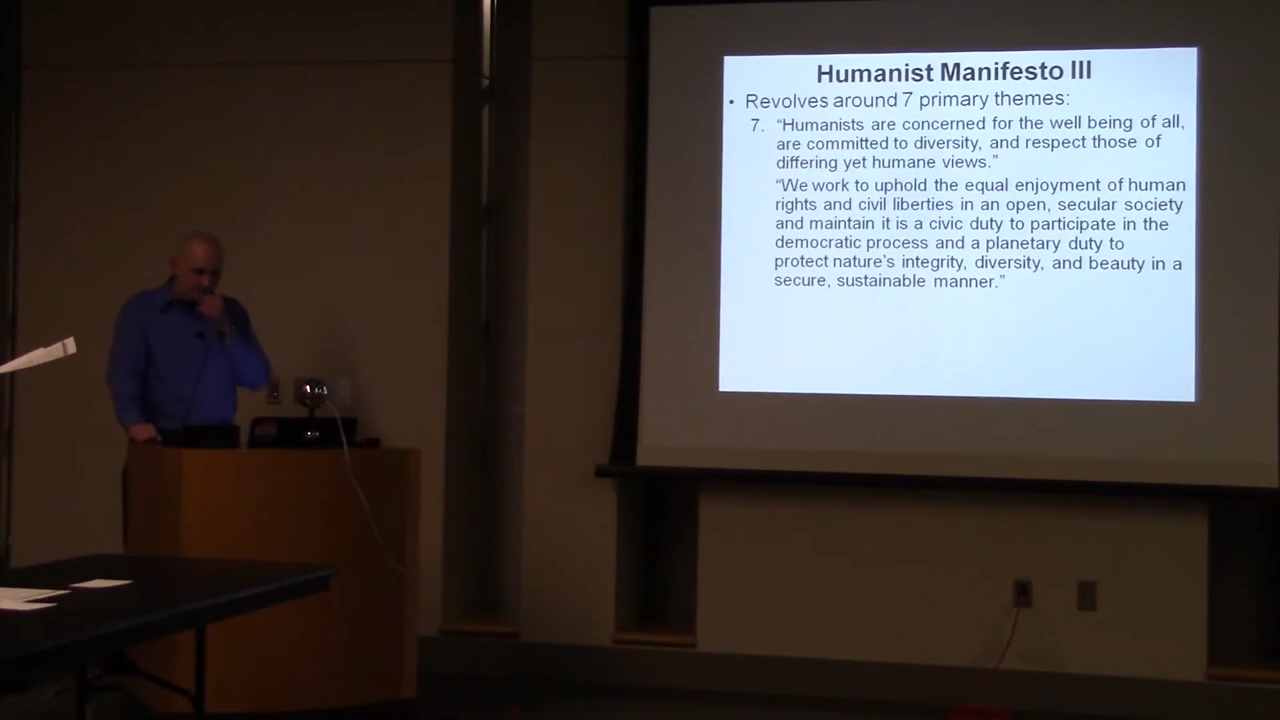 Humanist Manifesto III
• Revolves around 7 primary themes:
7. “Humanists are concerned for the well being of all,
are committed to diversity, and respect those of
differing yet humane views.”
“We work to uphold the equal enjoyment of human
rights and civil liberties in an open, secular society
and maintain it is a civic duty to participate in the
democratic process and a planetary duty to
protect nature’s integrity, diversity, and beauty in a
secure, sustainable manner.”